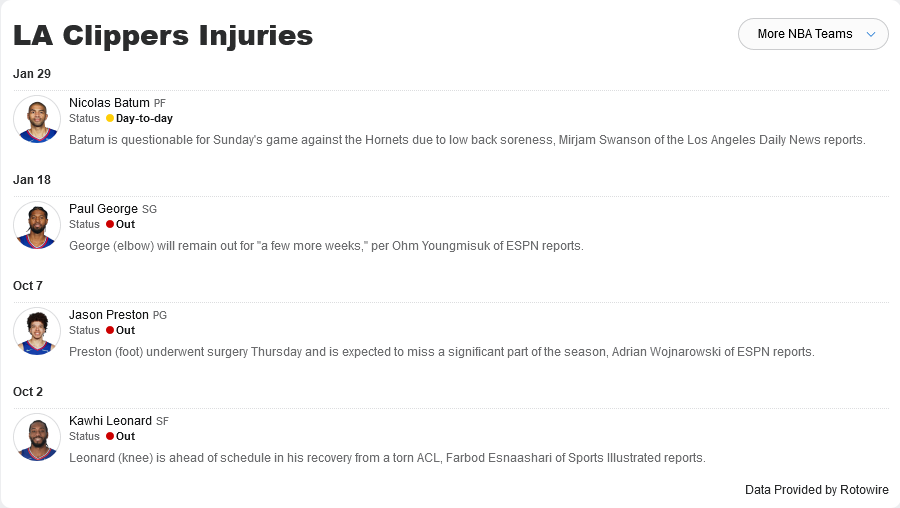 LA Clippers Injuries
More NBA Teams
Jan 29
Nicolas Batum PF
Status Day-to-day
Batum is questionable for Sunday's game against the Hornets due to low back soreness, Mirjam Swanson of the Los Angeles Daily News reports.
Jan 18
Paul George SG
Status Out
George (elbow) will remain out for "a few more weeks," per Ohm Youngmisuk of ESPN reports.
Oct 7
Jason Preston PG
Status Out
Preston (foot) underwent surgery Thursday and is expected to miss a significant part of the season, Adrian Wojnarowski of ESPN reports.
Oct 2
Kawhi Leonard SF
Status Out
Leonard (knee) is ahead of schedule in his recovery from a torn ACL, Farbod Esnaashari of Sports Illustrated reports.
Data Provided by Rotowire